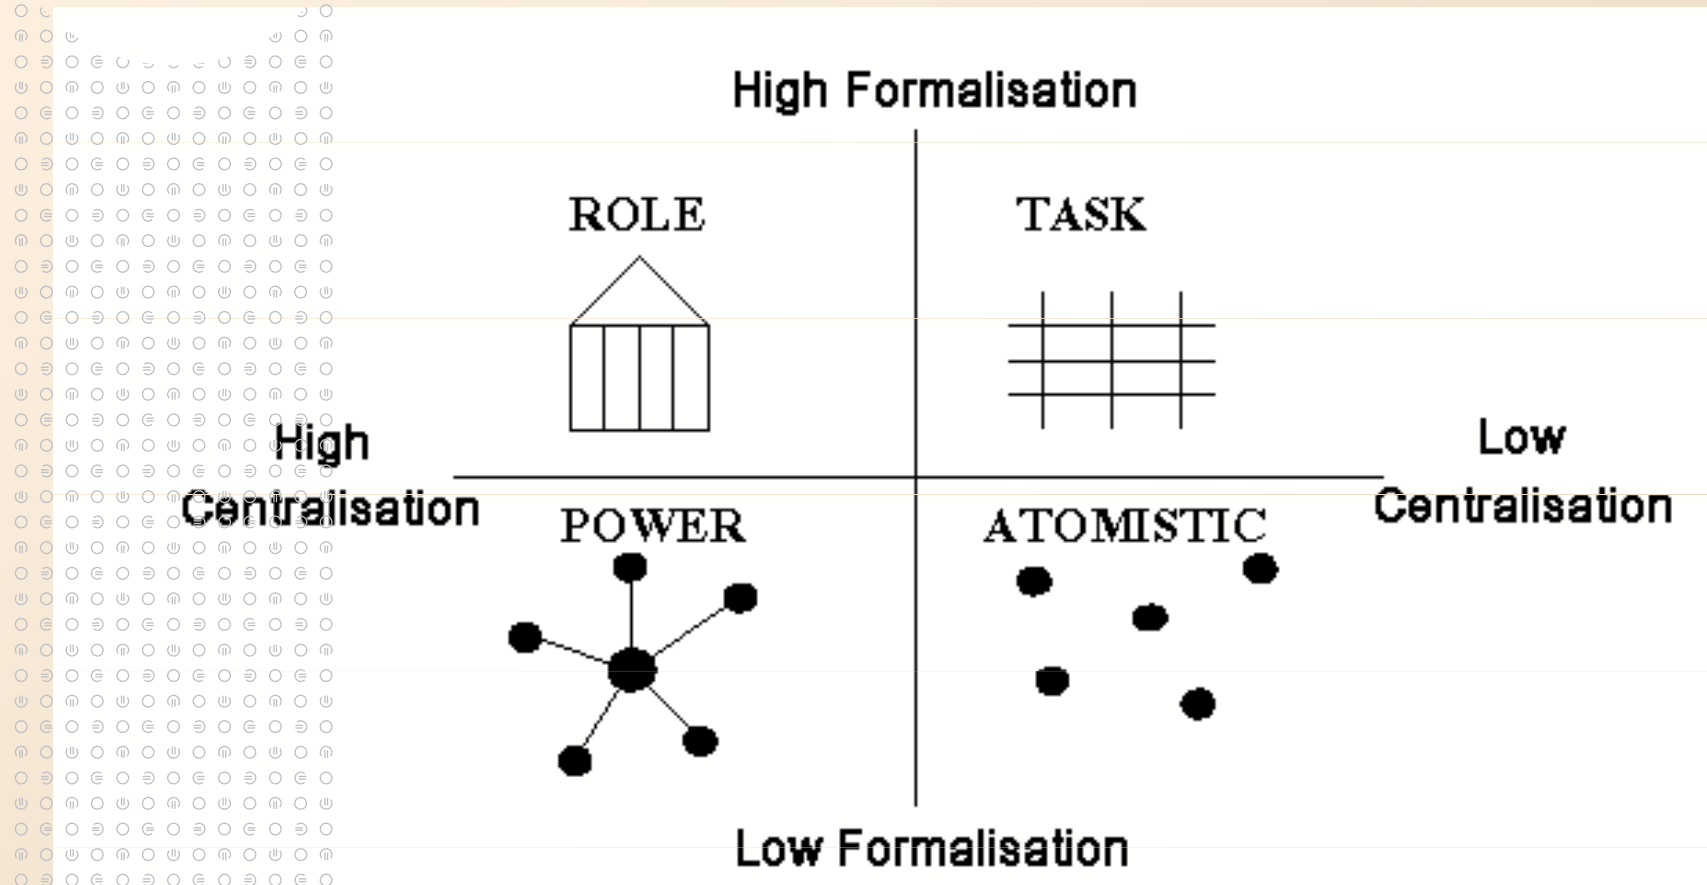 High Formalisation
ROLE
TASK
High
Centralisation
Low
Centralisation
POWER
ATOMISTIC
Low Formalisation